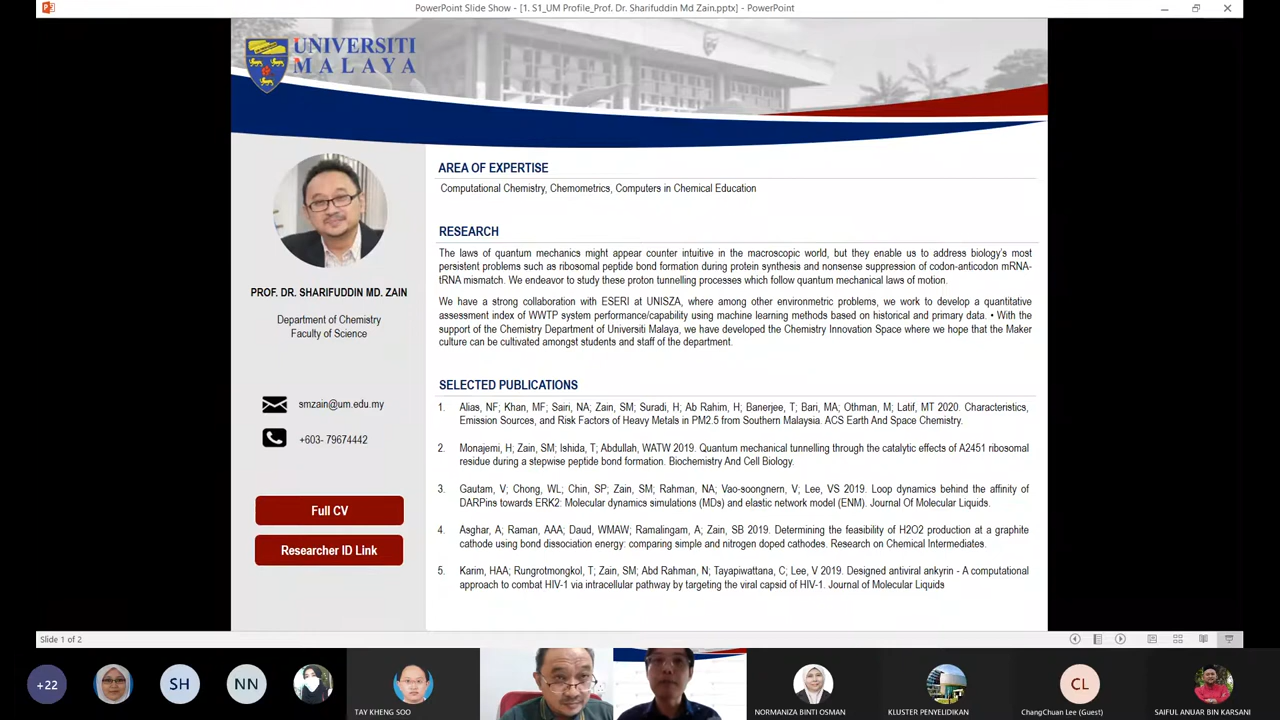 PowerPoint Slide Show - [1. S1_UM Profile_Prof. Dr. Sharifuddin Md Zain.pptx] - PowerPoint
UNIVERSITI
MALAYA
AREA OF EXPERTISE
Computational Chemistry, Chemometrics, Computers in Chemical Education
RESEARCH
The laws of quantum mechanics might appear counter intuitive in the macroscopic world, but they enable us to address biology's most
persistent problems such as ribosomal peptide bond formation during protein synthesis and nonsense suppression of codon-anticodon mRNA-
tRNA mismatch. We endeavor to study these proton tunnelling processes which follow quantum mechanical laws of motion.
We have a strong collaboration with ESERI at UNISZA, where among other environmetric problems, we work to develop a quantitative
assessment index of WWTP system performance/capability using machine learning methods based on historical and primary data. • With the
support of the Chemistry Department of Universiti Malaya, we have developed the Chemistry Innovation Space where we hope that the Maker
culture can be cultivated amongst students and staff of the department.
PROF. DR. SHARIFUDDIN MD. ZAIN
Department of Chemistry
Faculty of Science
smzain@um.edu.my
+603- 79674442
Full CV
Researcher ID Link
SELECTED PUBLICATIONS
1. Alias, NF; Khan, MF; Sairi, NA; Zain, SM; Suradi, H; Ab Rahim, H; Banerjee, T; Bari, MA; Othman, M; Latif, MT 2020. Characteristics,
Emission Sources, and Risk Factors of Heavy Metals in PM2.5 from Southern Malaysia. ACS Earth And Space Chemistry.
2. Monajemi, H; Zain, SM; Ishida, T; Abdullah, WATW 2019. Quantum mechanical tunnelling through the catalytic effects of A2451 ribosomal
residue during a stepwise peptide bond formation. Biochemistry And Cell Biology.
3. Gautam, V; Chong, WL; Chin, SP; Zain, SM; Rahman, NA; Vao-soongnern, V; Lee, VS 2019. Loop dynamics behind the affinity of
DARPins towards ERK2: Molecular dynamics simulations (MDs) and elastic network model (ENM). Journal Of Molecular Liquids.
4. Asghar, A; Raman, AAA; Daud, WMAW; Ramalingam, A; Zain, SB 2019. Determining the feasibility of H2O2 production at a graphite
cathode using bond dissociation energy: comparing simple and nitrogen doped cathodes. Research on Chemical Intermediates.
5. Karim, HAA; Rungrotmongkol, T; Zain, SM; Abd Rahman, N; Tayapiwattana, C; Lee, V 2019. Designed antiviral ankyrin - A computational
approach to combat HIV-1 via intracellular pathway by targeting the viral capsid of HIV-1. Journal of Molecular Liquids
Slide 1 of 2
+22
SH
NN
TAY KHENG SOO
NORMANIZA BINTI OSMAN
KLUSTER PENYELIDIKAN
CL
ChangChuan Lee (Guest)
SAIFUL ANUAR BIN KARSANI